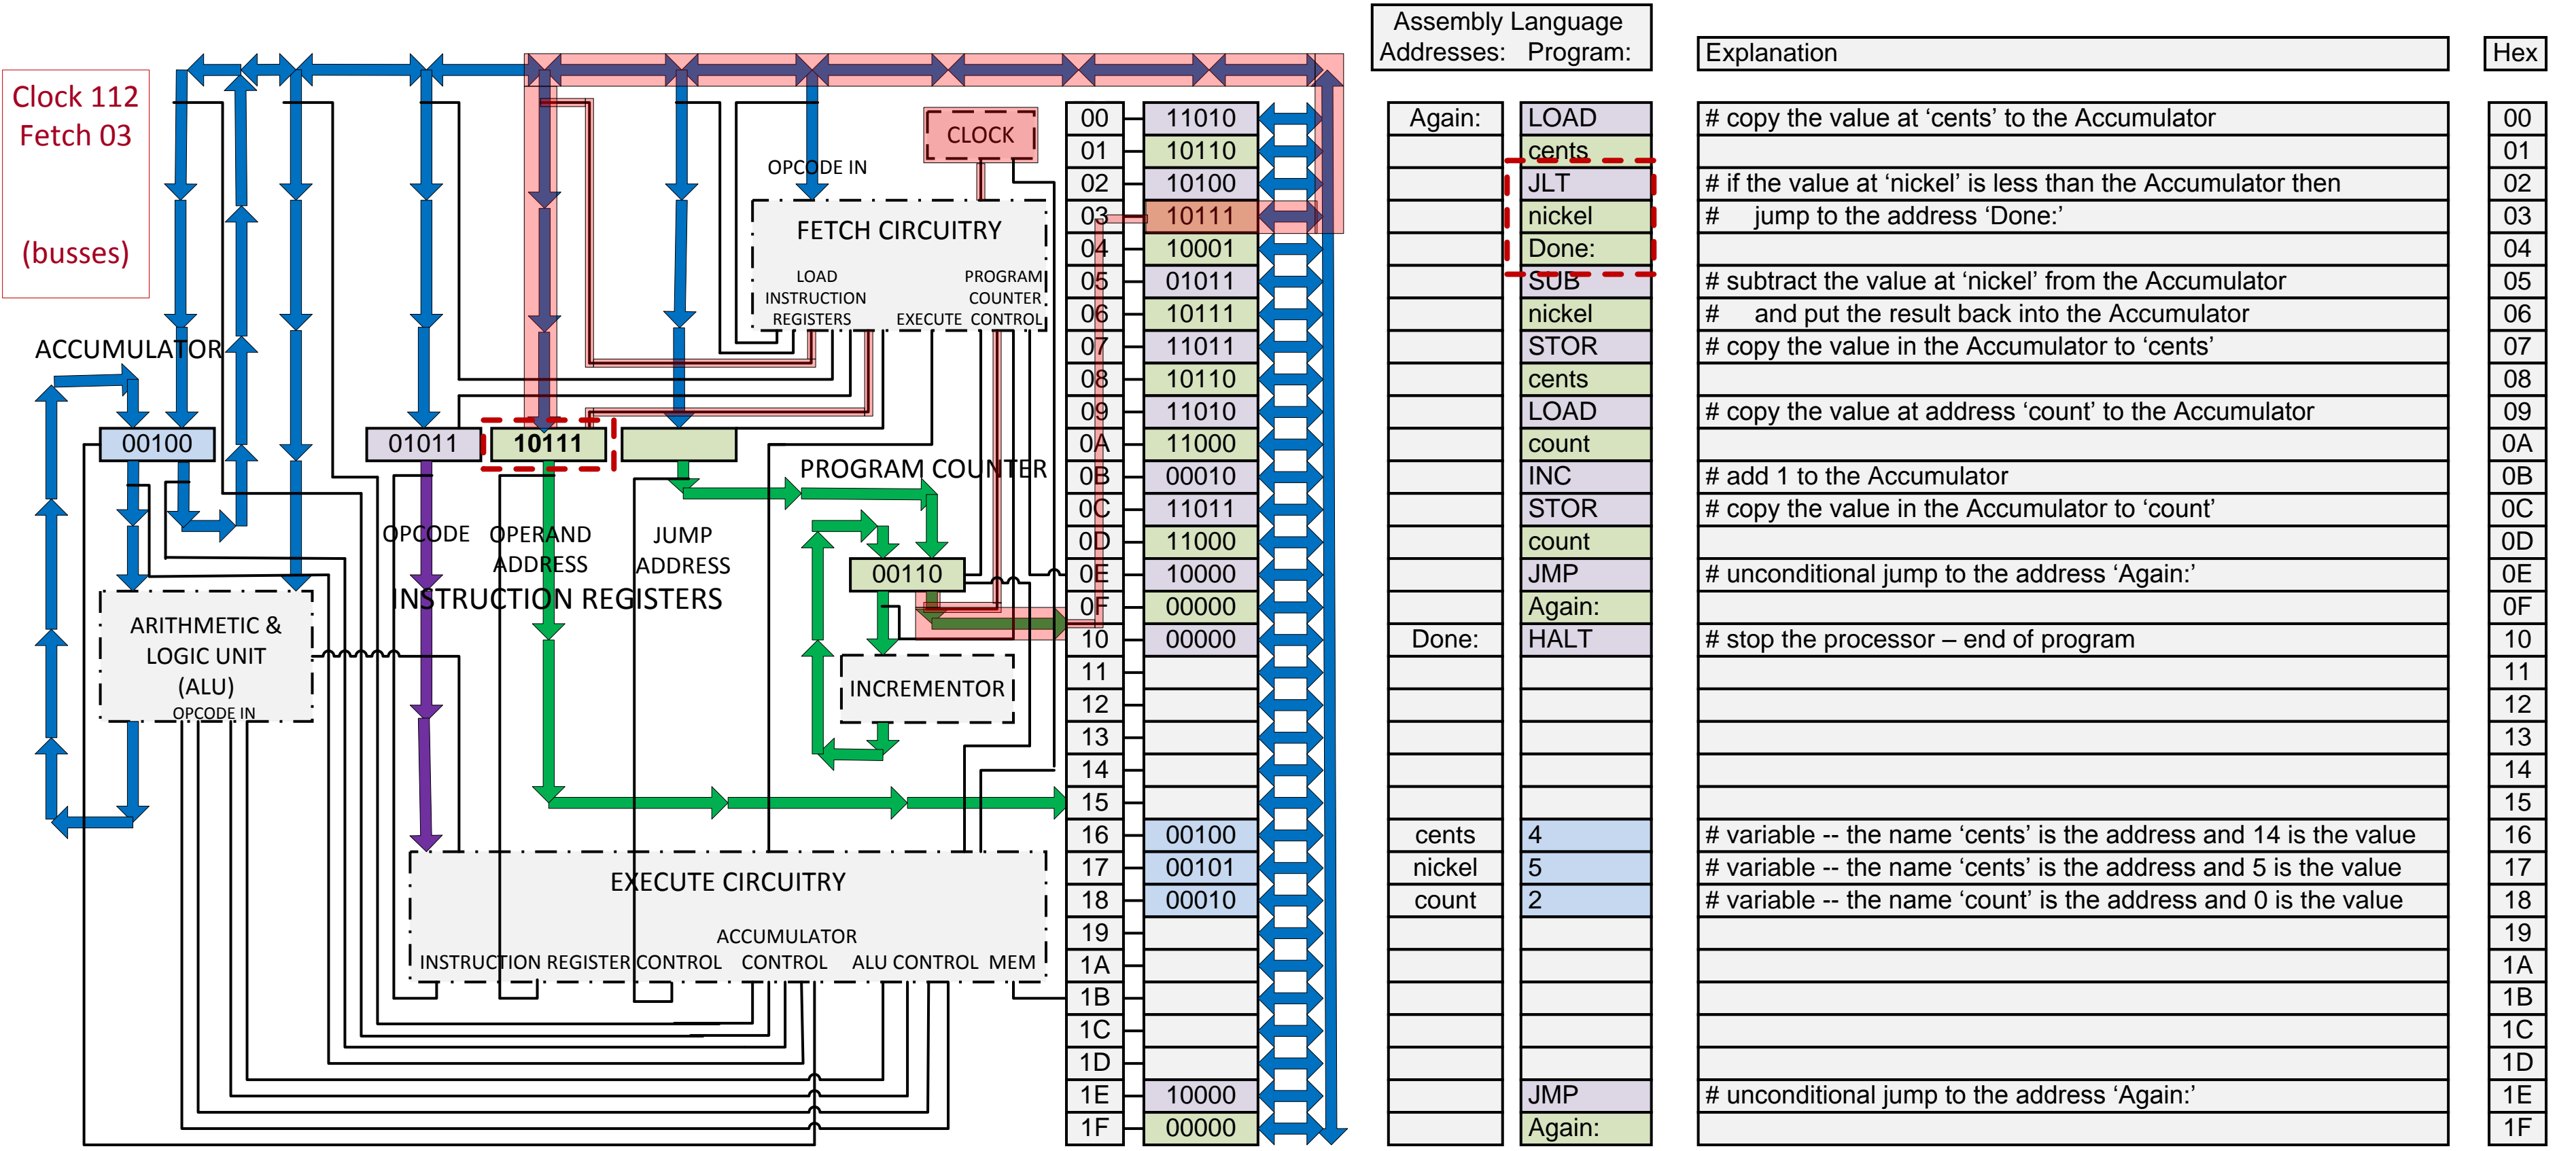 Clock 112
Fetch 03
(busses)
ACCUMULATOR
00100
ARITHMETIC &
LOGIC UNIT
(ALU)
OPCODE IN
01011
10111
OPCODE
OPERAND
ADDRESS
JUMP
ADDRESS
INSTRUCTION REGISTERS
CLOCK
OPCODE IN
FETCH CIRCUITRY
LOAD
INSTRUCTION
REGISTERS
EXECUTE
PROGRAM
COUNTER
CONTROL
PROGRAM COUNTER
00110
INCREMENTOR
EXECUTE CIRCUITRY
INSTRUCTION REGISTER CONTROL
ACCUMULATOR
CONTROL
ALU CONTROL
MEM
Assembly Language
Addresses: Program:
Explanation
Hex
00 11010 Again: LOAD # copy the value at ‘cents’ to the Accumulator 00
01 10110 cents 01
02 10100 JLT # if the value at ‘nickel’ is less than the Accumulator then 02
03 10111 nickel # jump to the address ‘Done:’ 03
04 10001 Done: 04
05 01011 SUB # subtract the value at ‘nickel’ from the Accumulator 05
06 10111 nickel # and put the result back into the Accumulator 06
07 11011 STOR # copy the value in the Accumulator to ‘cents’ 07
08 10110 cents 08
09 11010 LOAD # copy the value at address ‘count’ to the Accumulator 09
0A 11000 count 0A
0B 00010 INC # add 1 to the Accumulator 0B
0C 11011 STOR # copy the value in the Accumulator to ‘count’ 0C
0D 11000 count 0D
0E 10000 JMP # unconditional jump to the address ‘Again:’ 0E
0F 00000 Again: 0F
10 00000 Done: HALT # stop the processor – end of program 10
11 11
12 12
13 13
14 14
15 15
16 00100 cents 4 # variable -- the name ‘cents’ is the address and 14 is the value 16
17 00101 nickel 5 # variable -- the name ‘cents’ is the address and 5 is the value 17
18 00010 count 2 # variable -- the name ‘count’ is the address and 0 is the value 18
19 19
1A 1A
1B 1B
1C 1C
1D 1D
1E 10000 JMP # unconditional jump to the address ‘Again:’ 1E
1F 00000 Again: 1F